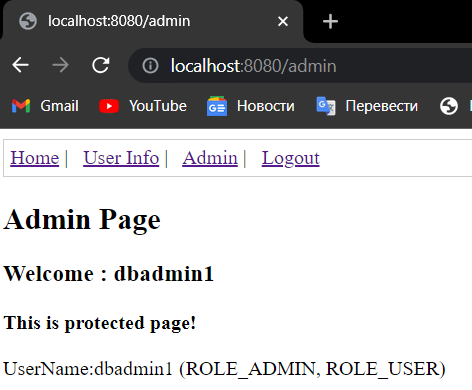 localhost:8080/admin
localhost:8080/admin
Gmail YouTube Новости Перевести
Home | User Info | Admin | Logout
Admin Page
Welcome : dbadmin1
This is protected page!
UserName:dbadmin1 (ROLE_ADMIN, ROLE_USER)